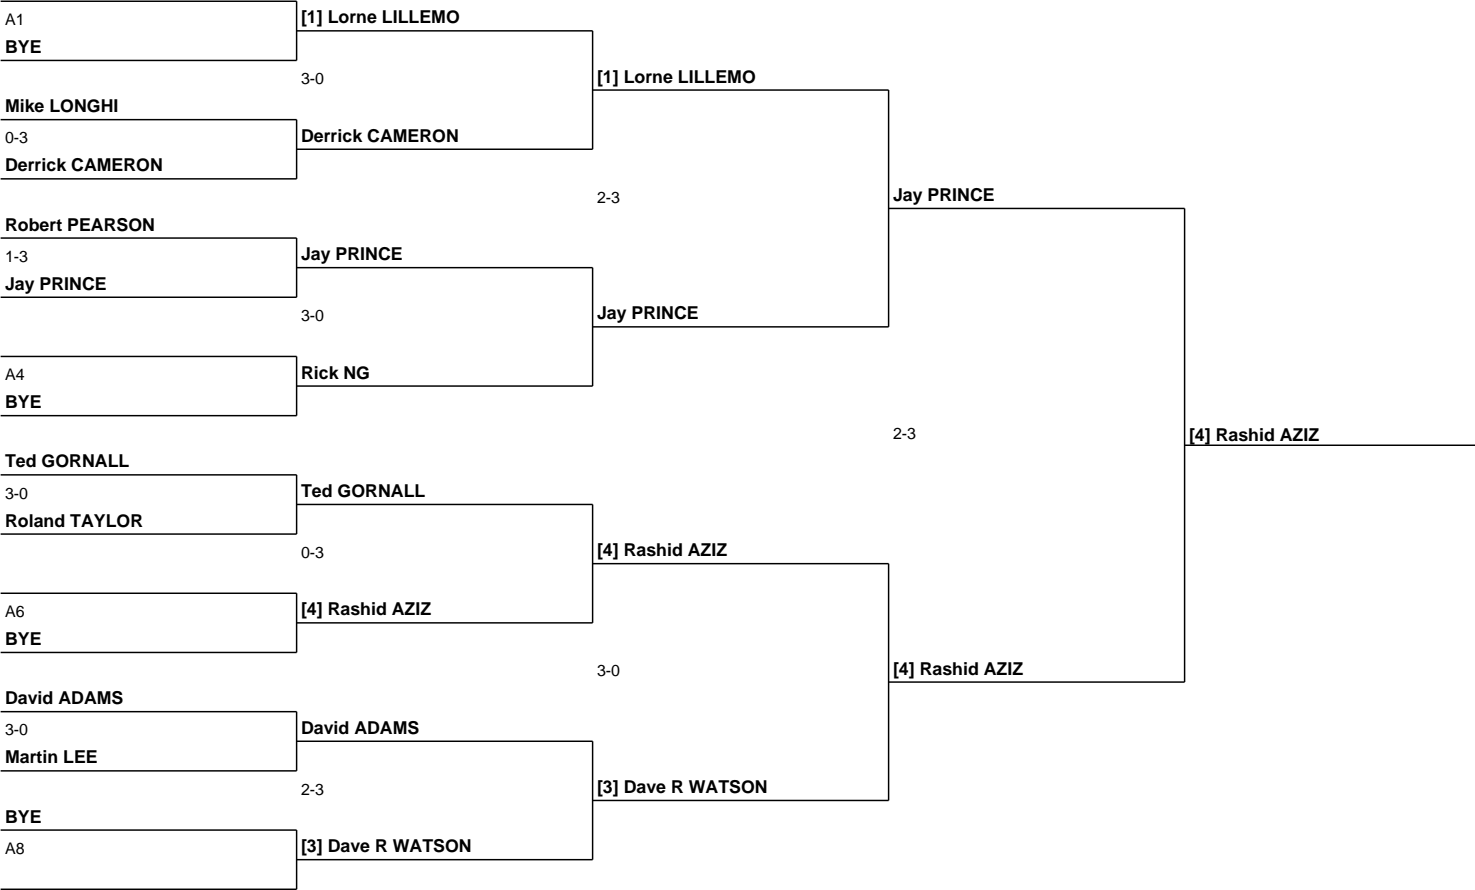 A1
BYE
Mike LONGHI
0-3
Derrick CAMERON
Robert PEARSON
1-3
Jay PRINCE
A4
BYE
Ted GORNALL
3-0
Roland TAYLOR
A6
BYE
David ADAMS
3-0
Martin LEE
BYE
A8
[1] Lorne LILLEMO
3-0
Derrick CAMERON
Jay PRINCE
3-0
Rick NG
Ted GORNALL
0-3
[4] Rashid AZIZ
David ADAMS
2-3
[3] Dave R WATSON
[1] Lorne LILLEMO
2-3
Jay PRINCE
[4] Rashid AZIZ
3-0
[3] Dave R WATSON
Jay PRINCE
2-3
[4] Rashid AZIZ
[4] Rashid AZIZ